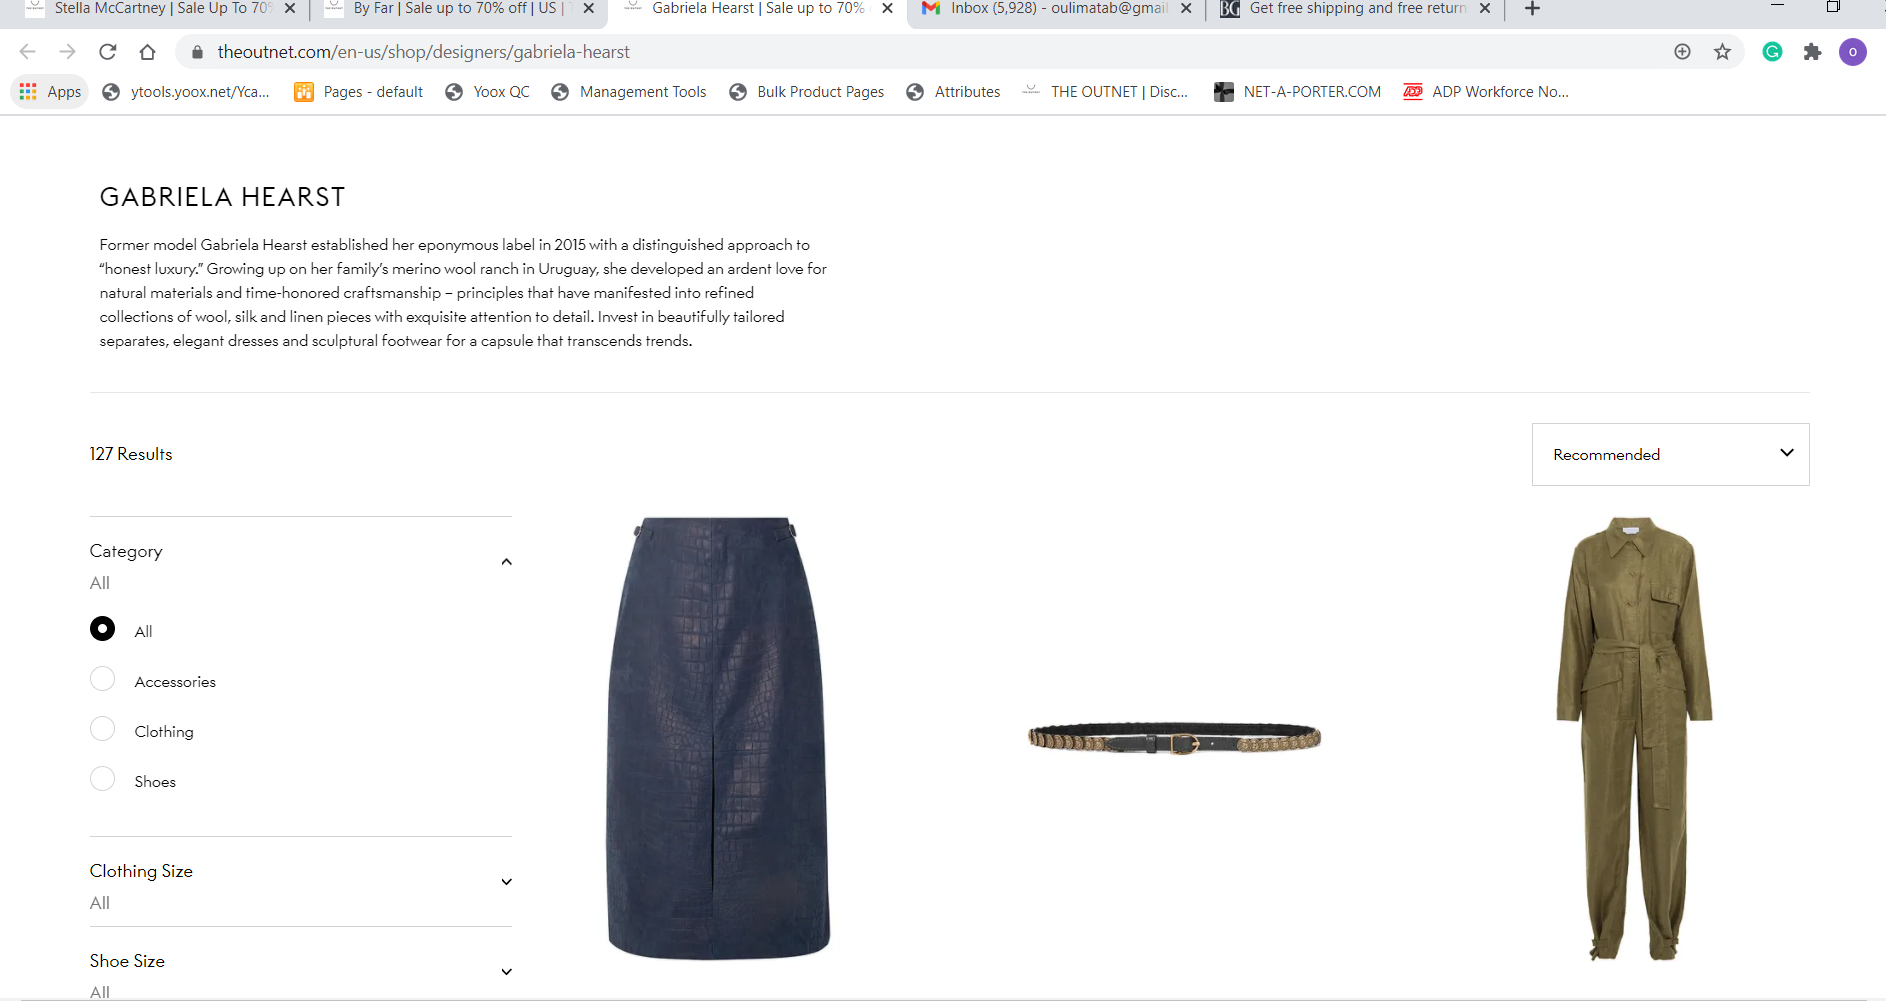 Stella McCartney | Sale Up To 70%
By Far | Sale up to 70% off | US |
Gabriela Hearst | Sale up to 70%
Inbox (5,928) - oulimatab@gmail
BG
Get free shipping and free return
theoutnet.com/en-us/shop/designers/gabriela-hearst
G
O
Apps
ytools.yoox.net/Yca...
Pages - default
Yoox QC
Management Tools
Bulk Product Pages
Attributes
THE OUTNET | Disc...
NET-A-PORTER.COM
ADP
ADP Workforce No...
GABRIELA HEARST
Former model Gabriela Hearst established her eponymous label in 2015 with a distinguished approach to
“honest luxury.” Growing up on her family’s merino wool ranch in Uruguay, she developed an ardent love for
natural materials and time-honored craftsmanship – principles that have manifested into refined
collections of wool, silk and linen pieces with exquisite attention to detail. Invest in beautifully tailored
separates, elegant dresses and sculptural footwear for a capsule that transcends trends.
127 Results
Recommended
Category
All
All
Accessories
Clothing
Shoes
Clothing Size
All
Shoe Size
All